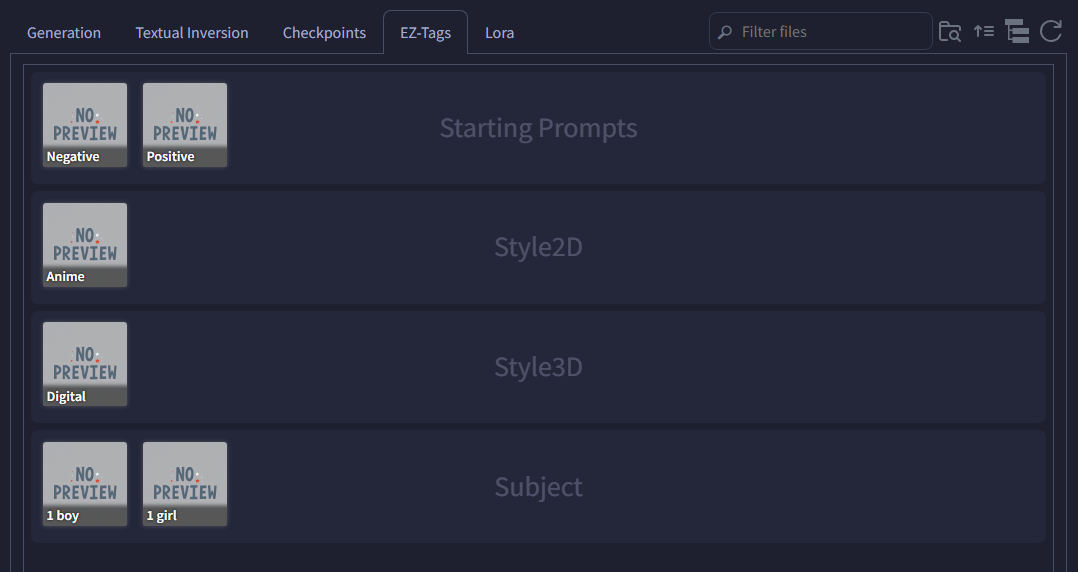 Generation Textual Inversion Checkpoints EZ-Tags Lora Filter files
Starting Prompts
NO PREVIEW
Negative
NO PREVIEW
Positive
Style2D
NO PREVIEW
Anime
Style3D
NO PREVIEW
Digital
Subject
NO PREVIEW
1 boy
NO PREVIEW
1 girl